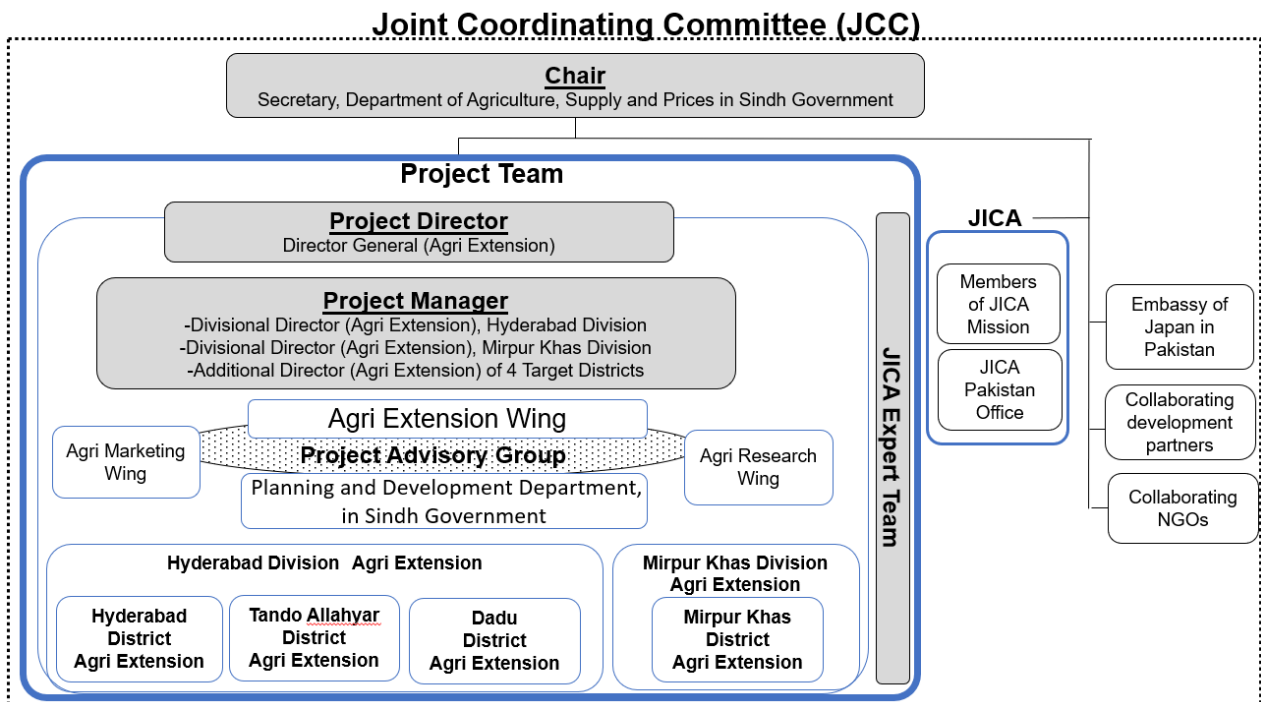 Joint Coordinating Committee (JCC)
Chair
Secretary, Department of Agriculture, Supply and Prices in Sindh Government
Project Team
Project Director
Director General (Agri Extension)
Project Manager
-Divisional Director (Agri Extension), Hyderabad Division
-Divisional Director (Agri Extension), Mirpur Khas Division
-Additional Director (Agri Extension) of 4 Target Districts
Agri Extension Wing
Project Advisory Group
Agri Marketing
Wing
Agri Research
Wing
Planning and Development Department,
in Sindh Government
Hyderabad Division Agri Extension
Hyderabad
District
Agri Extension
Tando Allahyar
District
Agri Extension
Dadu
District
Agri Extension
Mirpur Khas Division
Agri Extension
Mirpur Khas
District
Agri Extension
JICA Expert Team
JICA
Members
of JICA
Mission
JICA
Pakistan
Office
Embassy of
Japan in
Pakistan
Collaborating
development
partners
Collaborating
NGOs